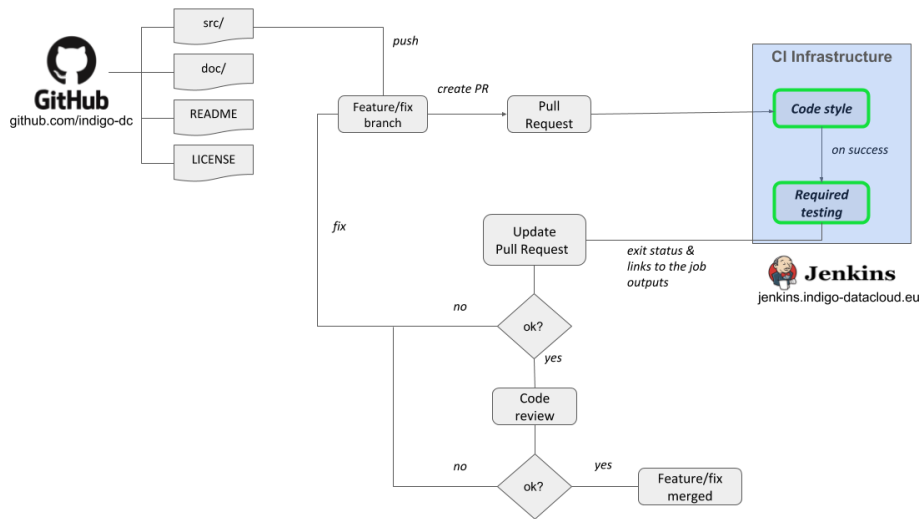 src/
push
CI Infrastructure
doc/
GitHub
github.com/indigo-dc
create PR
Feature/fix
branch
Pull
Request
Code style
README
on success
LICENSE
Required
testing
fix
Update
Pull Request
exit status &
links to the job
outputs
Jenkins
jenkins.indigo-datacloud.eu
no
ok?
yes
Code
review
no
ok?
yes
Feature/fix
merged